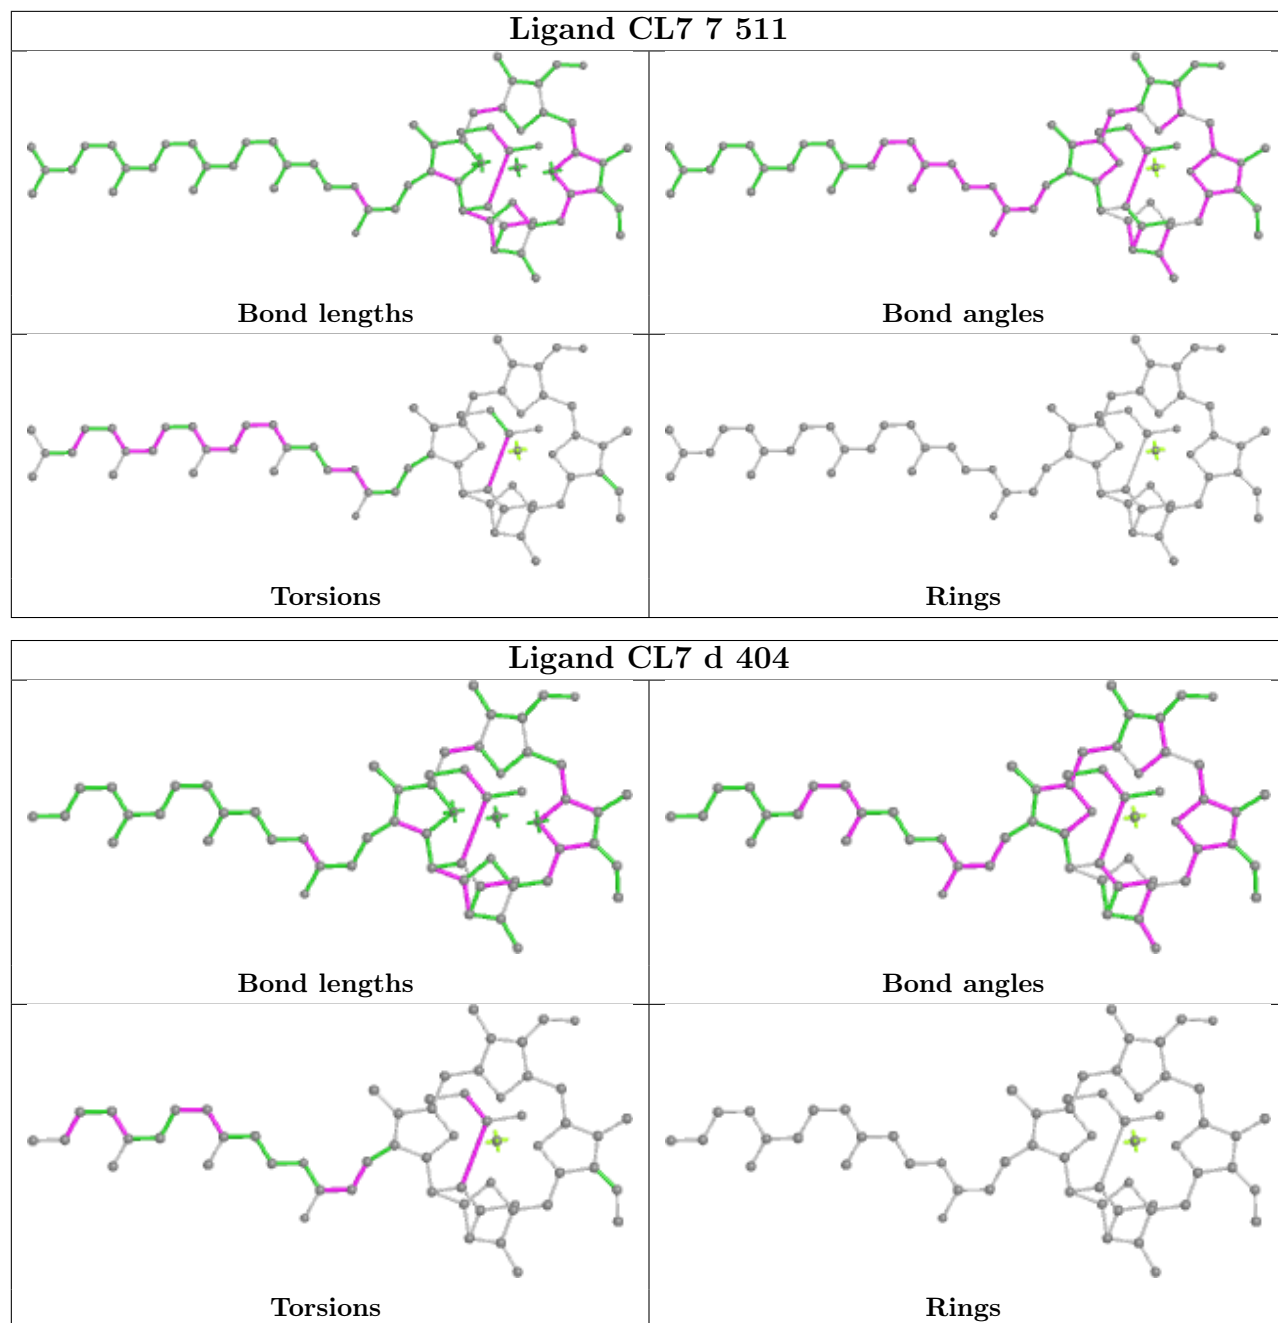 Ligand CL7 7 511
Bond lengths
Bond angles
Torsions
Rings
Ligand CL7 d 404
Bond lengths
Bond angles
Torsions
Rings